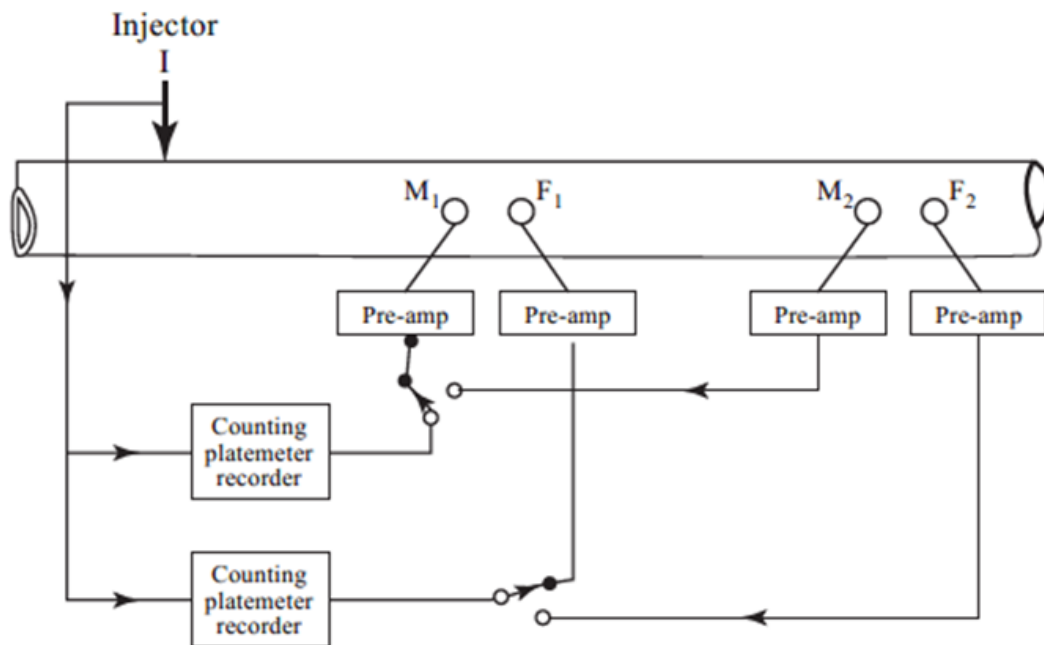 Injector
I
M₁ F₁ M₂ F₂
Pre-amp Pre-amp Pre-amp Pre-amp
Counting
platemeter
recorder
Counting
platemeter
recorder